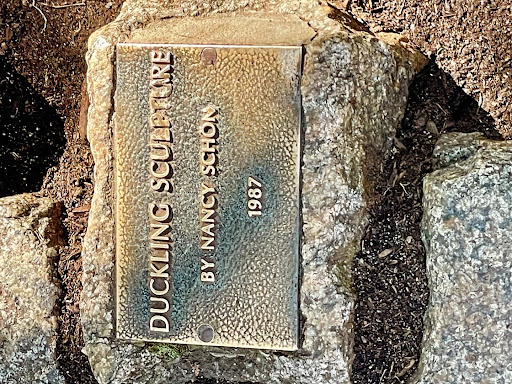 DUCKLING SCULPTURE
BY NANCY SCHON,
1987